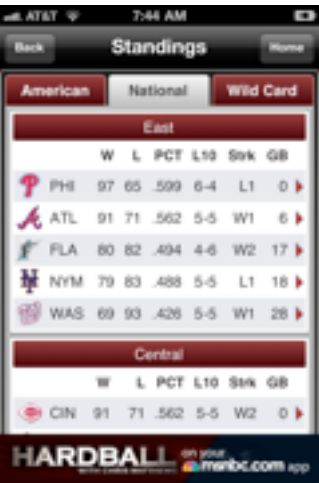 AT&T 7:44 AM
Back Standings Home
American National Wild Card
East
W L PCT L10 Strk GB
PHI 97 65 .599 6-4 L1 0
ATL 91 71 .562 5-5 W1 6
FLA 80 82 .494 4-6 W2 17
NYM 79 83 .488 5-5 L1 18
WAS 69 93 .426 5-5 W1 28
Central
W L PCT L10 Strk GB
CIN 91 71 .562 5-5 W2 0
HARDBALL on your
WITH CHRIS MATTHEWS msnbc.com app